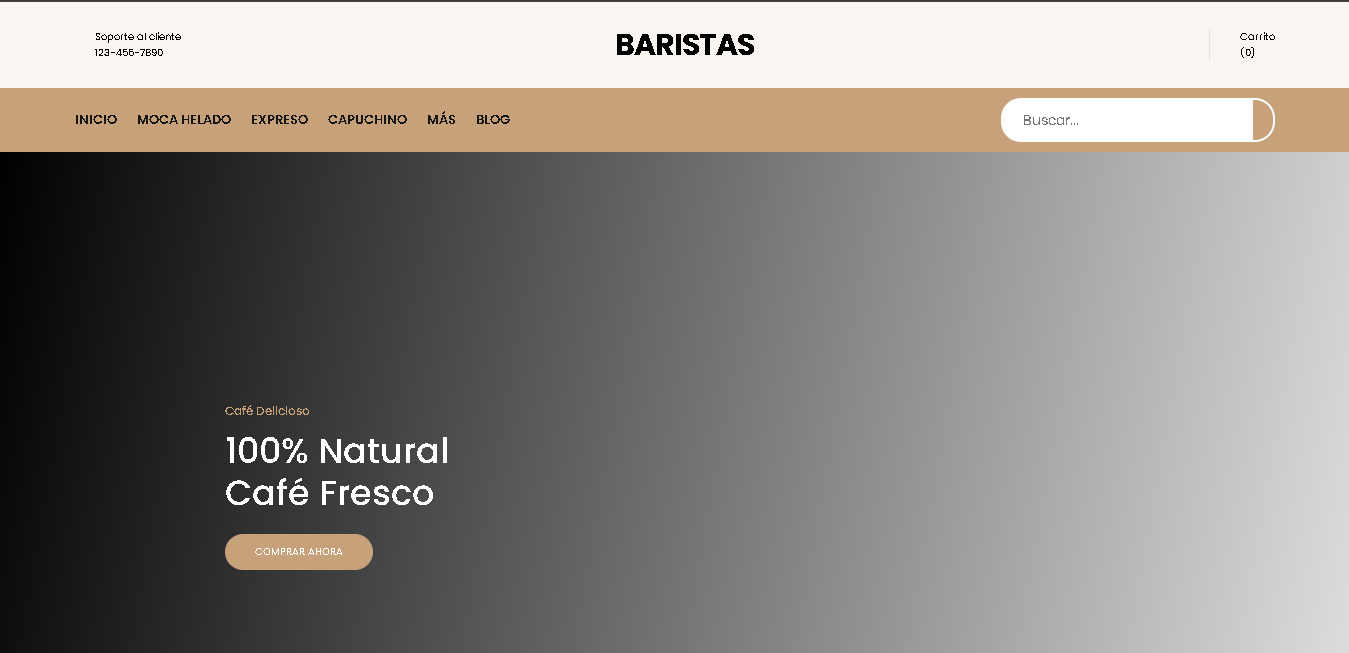 Soporte al cliente
123-456-7890
BARISTAS
Carrito
(0)
INICIO MOCA HELADO EXPRESO CAPUCHINO MÁS BLOG
Buscar...
Café Delicioso
100% Natural
Café Fresco
COMPRAR AHORA